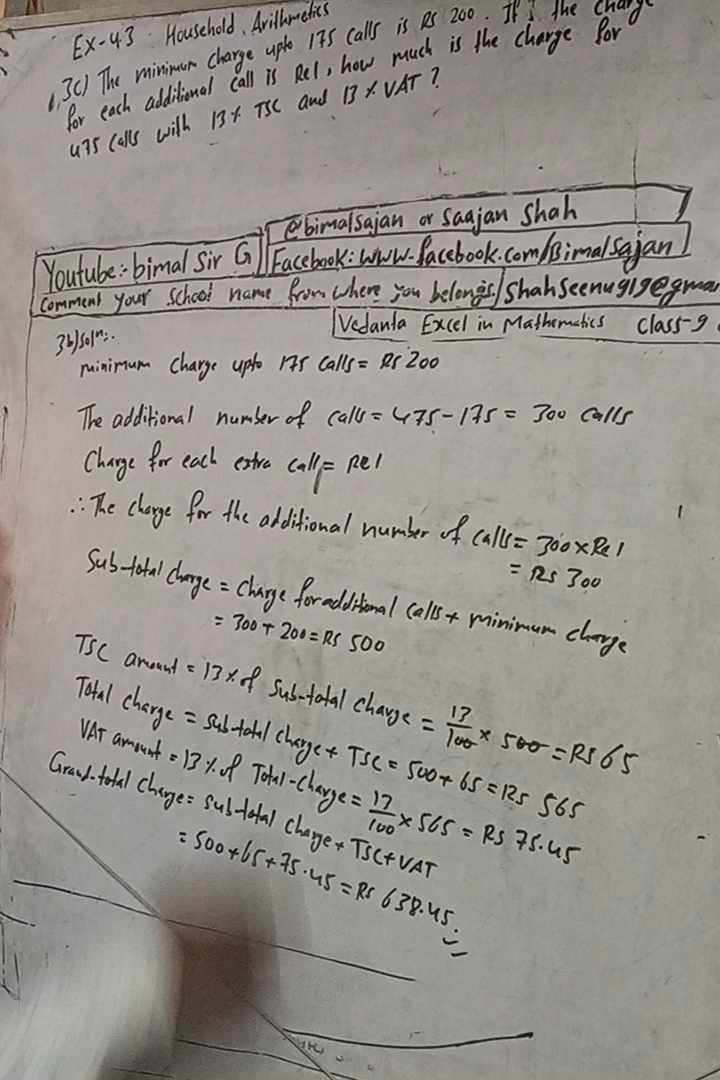 Ex-4.3 Household Arithmetics
1,3c) The minimum charge upto 175 calls is RS 200. If the charge
for each additional call is Re1, how much is the charge for
475 calls with 13% TSC and 13% VAT?
@bimalsajan or Saajan Shah
Youtube:- bimal Sir G
Facebook: www.facebook.com/Bimalsajan
Comment your school name from where you belongs/ Shahseenu919@gmai
Vedanta Excel in Mathematics Class-9
3b)soln:-
minimum charge upto 175 calls = RS 200
The additional number of calls = 475-175 = 300 calls
Charge for each extra call = Re1
∴ The charge for the additional number of calls = 300×Re1
= RS 300
Sub-total charge = charge for additional calls + minimum charge
= 300+200 = RS 500
TSC amount = 13% of Sub-total charge = 13/100 × 500 = RS 65
Total charge = Sub-total charge + TSC = 500+65 = RS 565
VAT amount = 13% of Total-charge = 13/100 × 565 = RS 75.45
Grand-total charge = sub-total charge + TSC+VAT
= 500+65+75.45 = RS 638.45